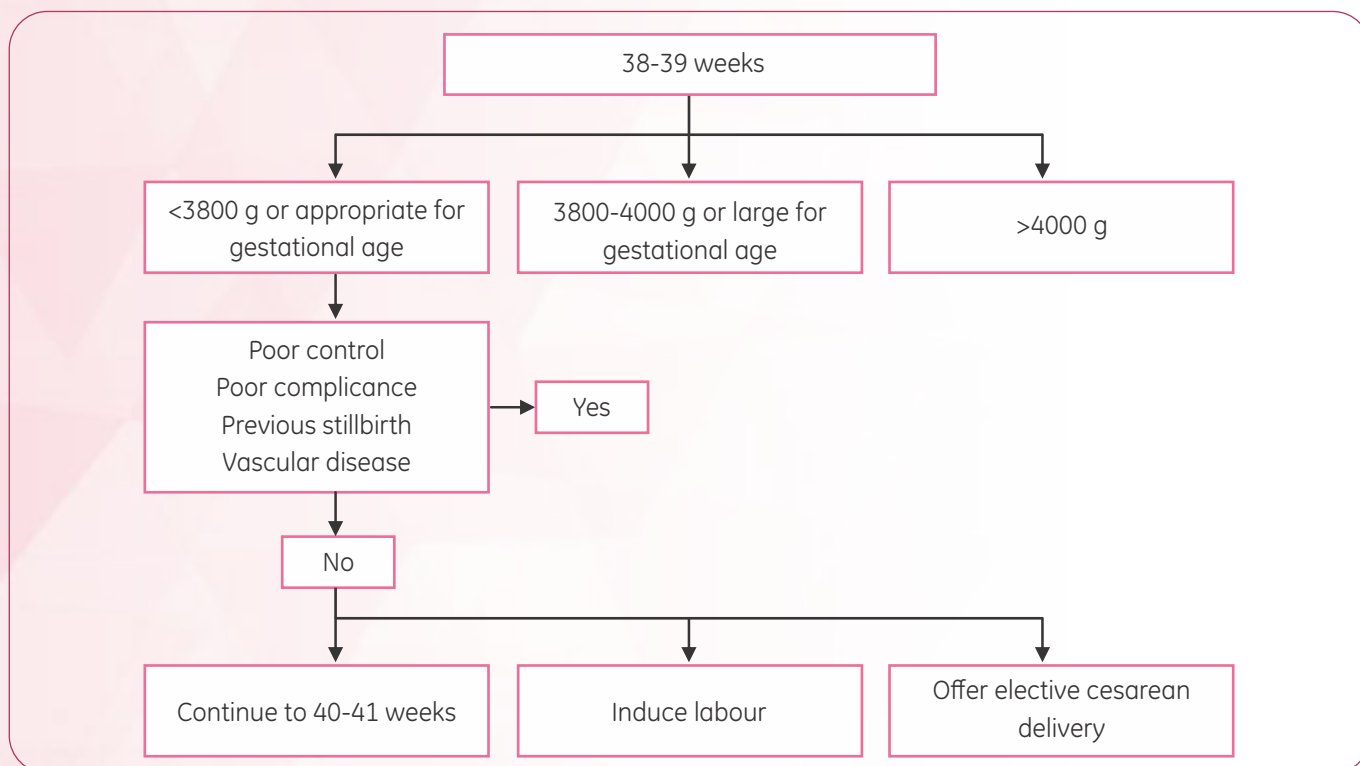 38-39 weeks
<3800 g or appropriate for
gestational age
3800-4000 g or large for
gestational age
>4000 g
Poor control
Poor complicance
Previous stillbirth
Vascular disease
Yes
No
Continue to 40-41 weeks
Induce labour
Offer elective cesarean
delivery